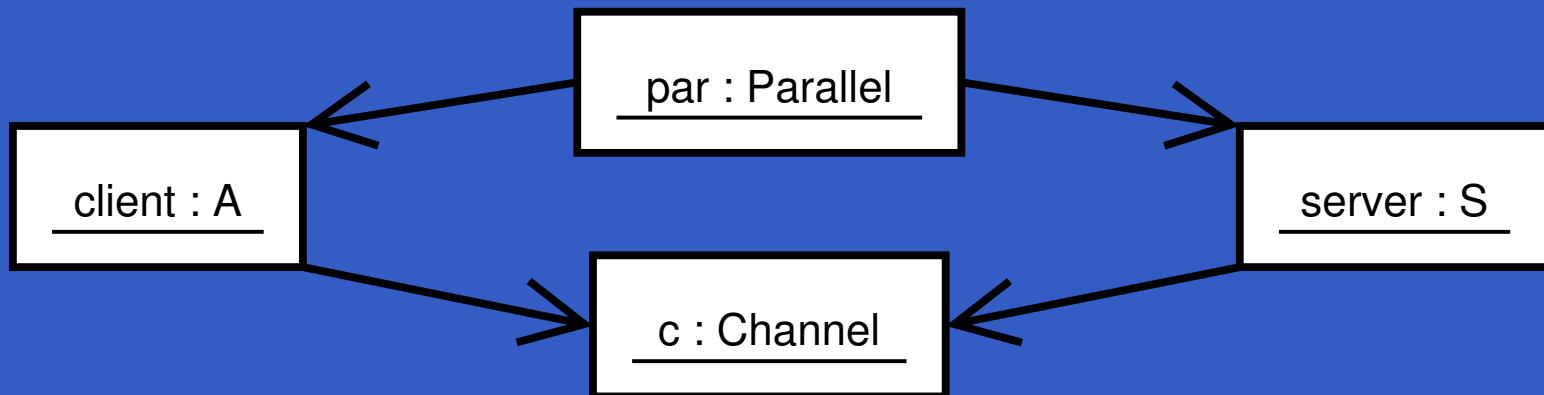 par : Parallel
client : A
server : S
c : Channel